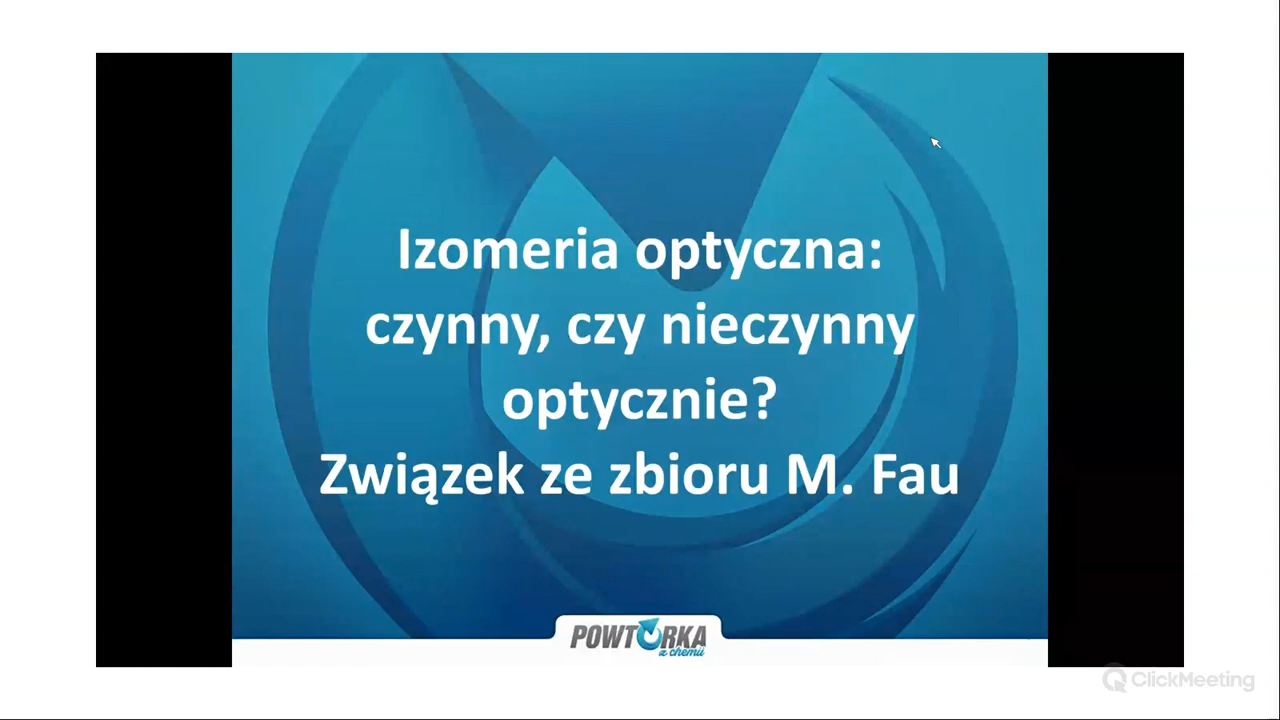 Izomeria optyczna:
czynny, czy nieczynny
optycznie?
Związek ze zbioru M. Fau
POWTÓRKA
z chemii
ClickMeeting